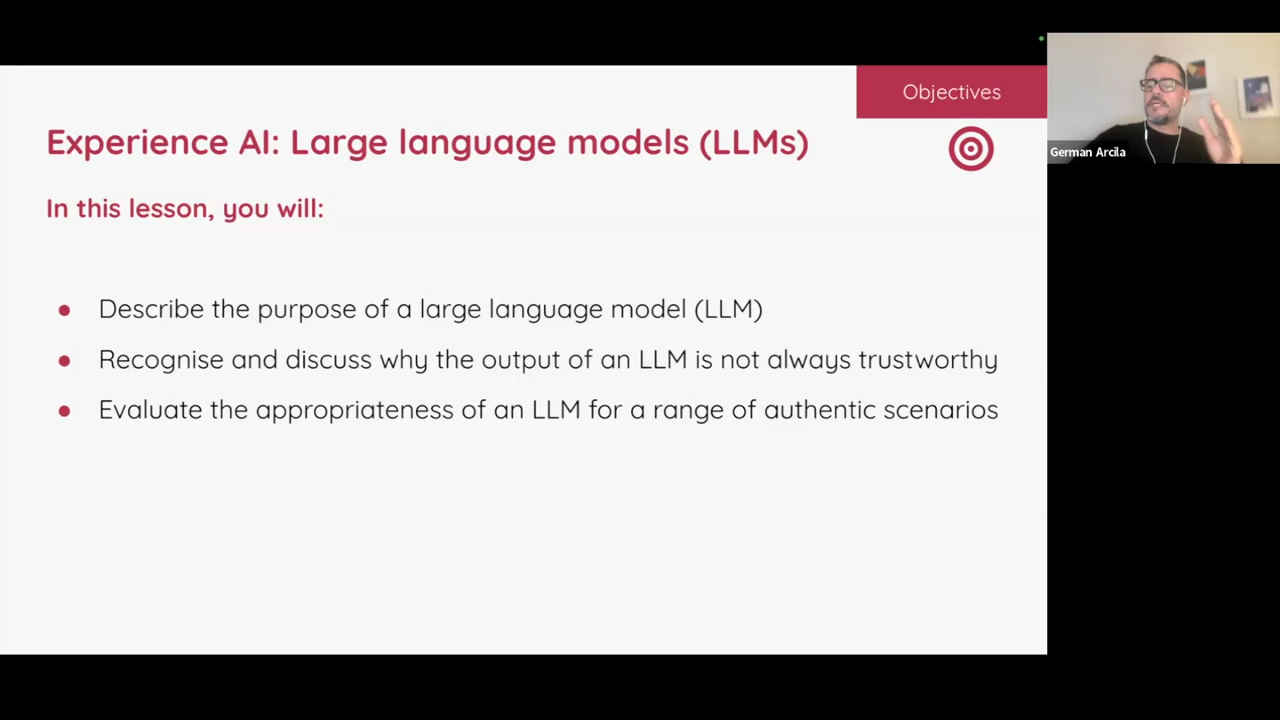 Objectives
Experience AI: Large language models (LLMs)
In this lesson, you will:
● Describe the purpose of a large language model (LLM)
● Recognise and discuss why the output of an LLM is not always trustworthy
● Evaluate the appropriateness of an LLM for a range of authentic scenarios
German Arcila